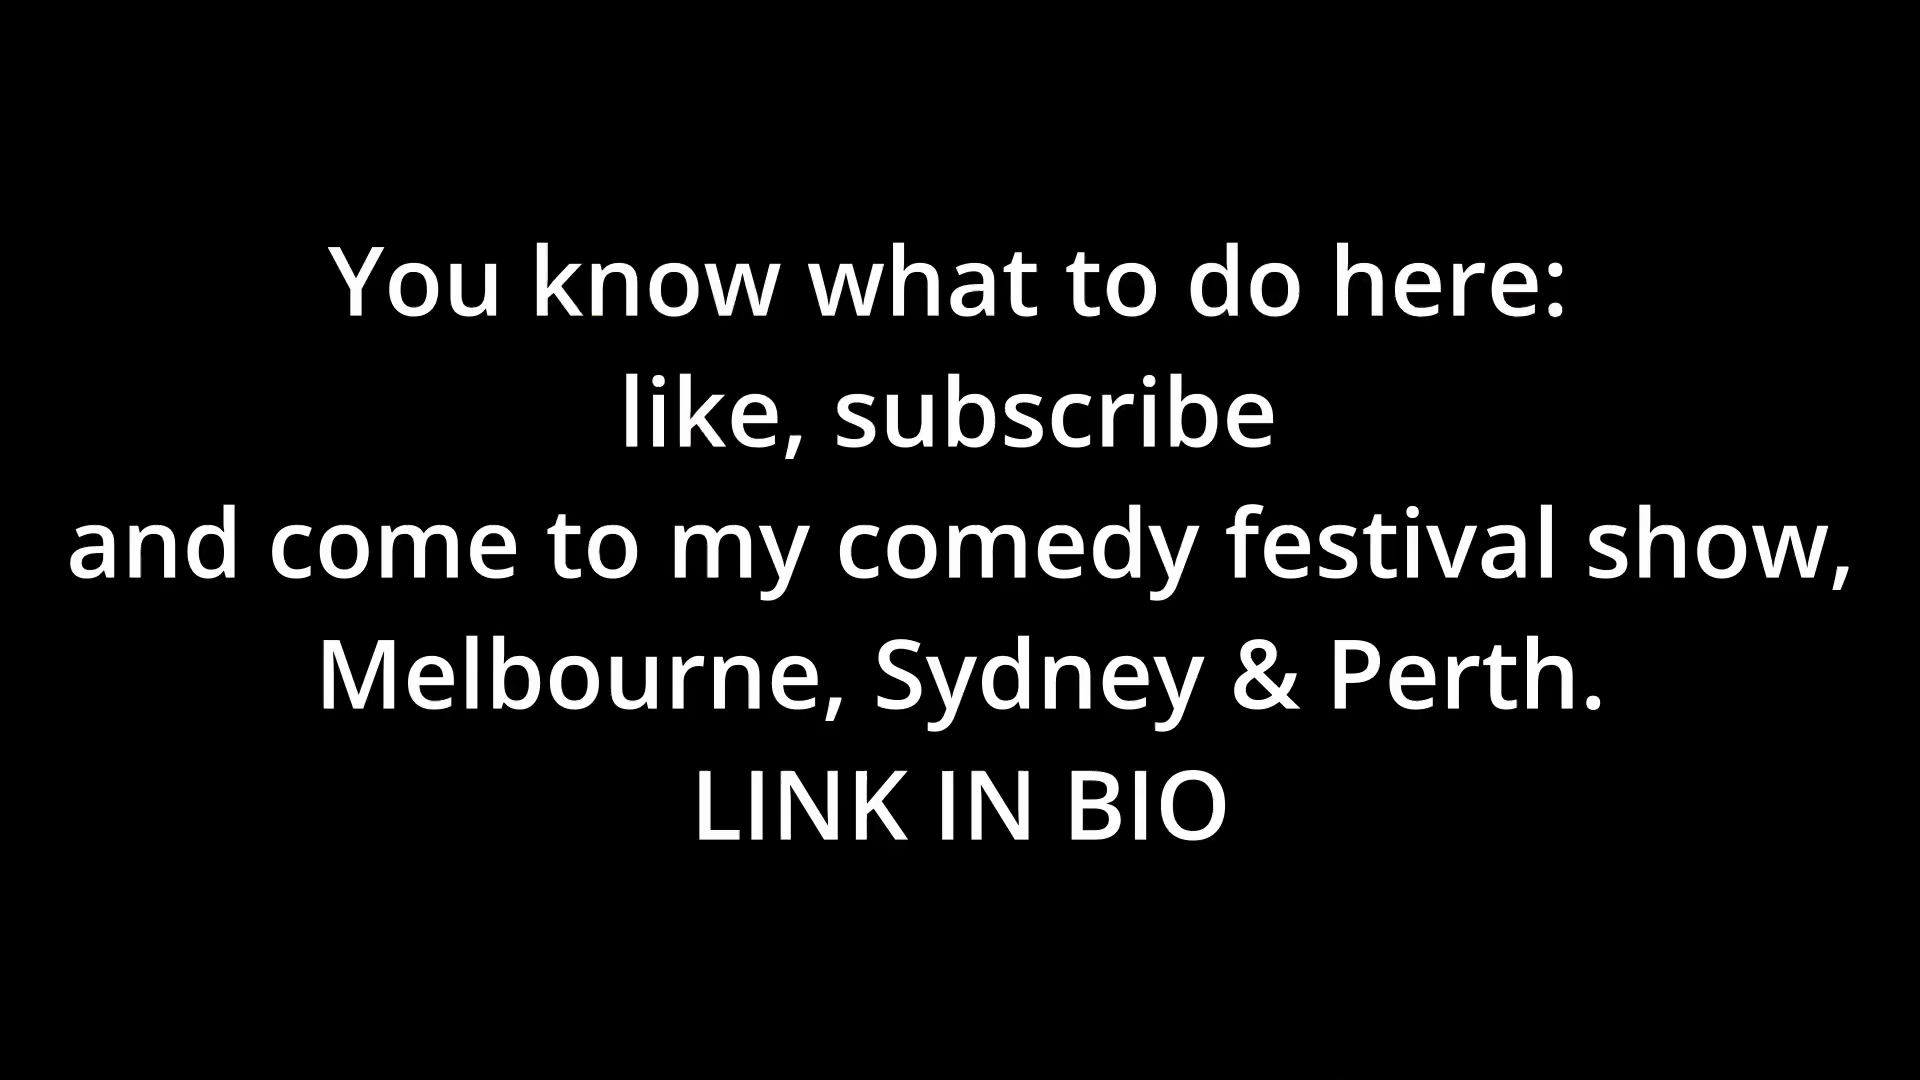 You know what to do here:
like, subscribe
and come to my comedy festival show,
Melbourne, Sydney & Perth.
LINK IN BIO